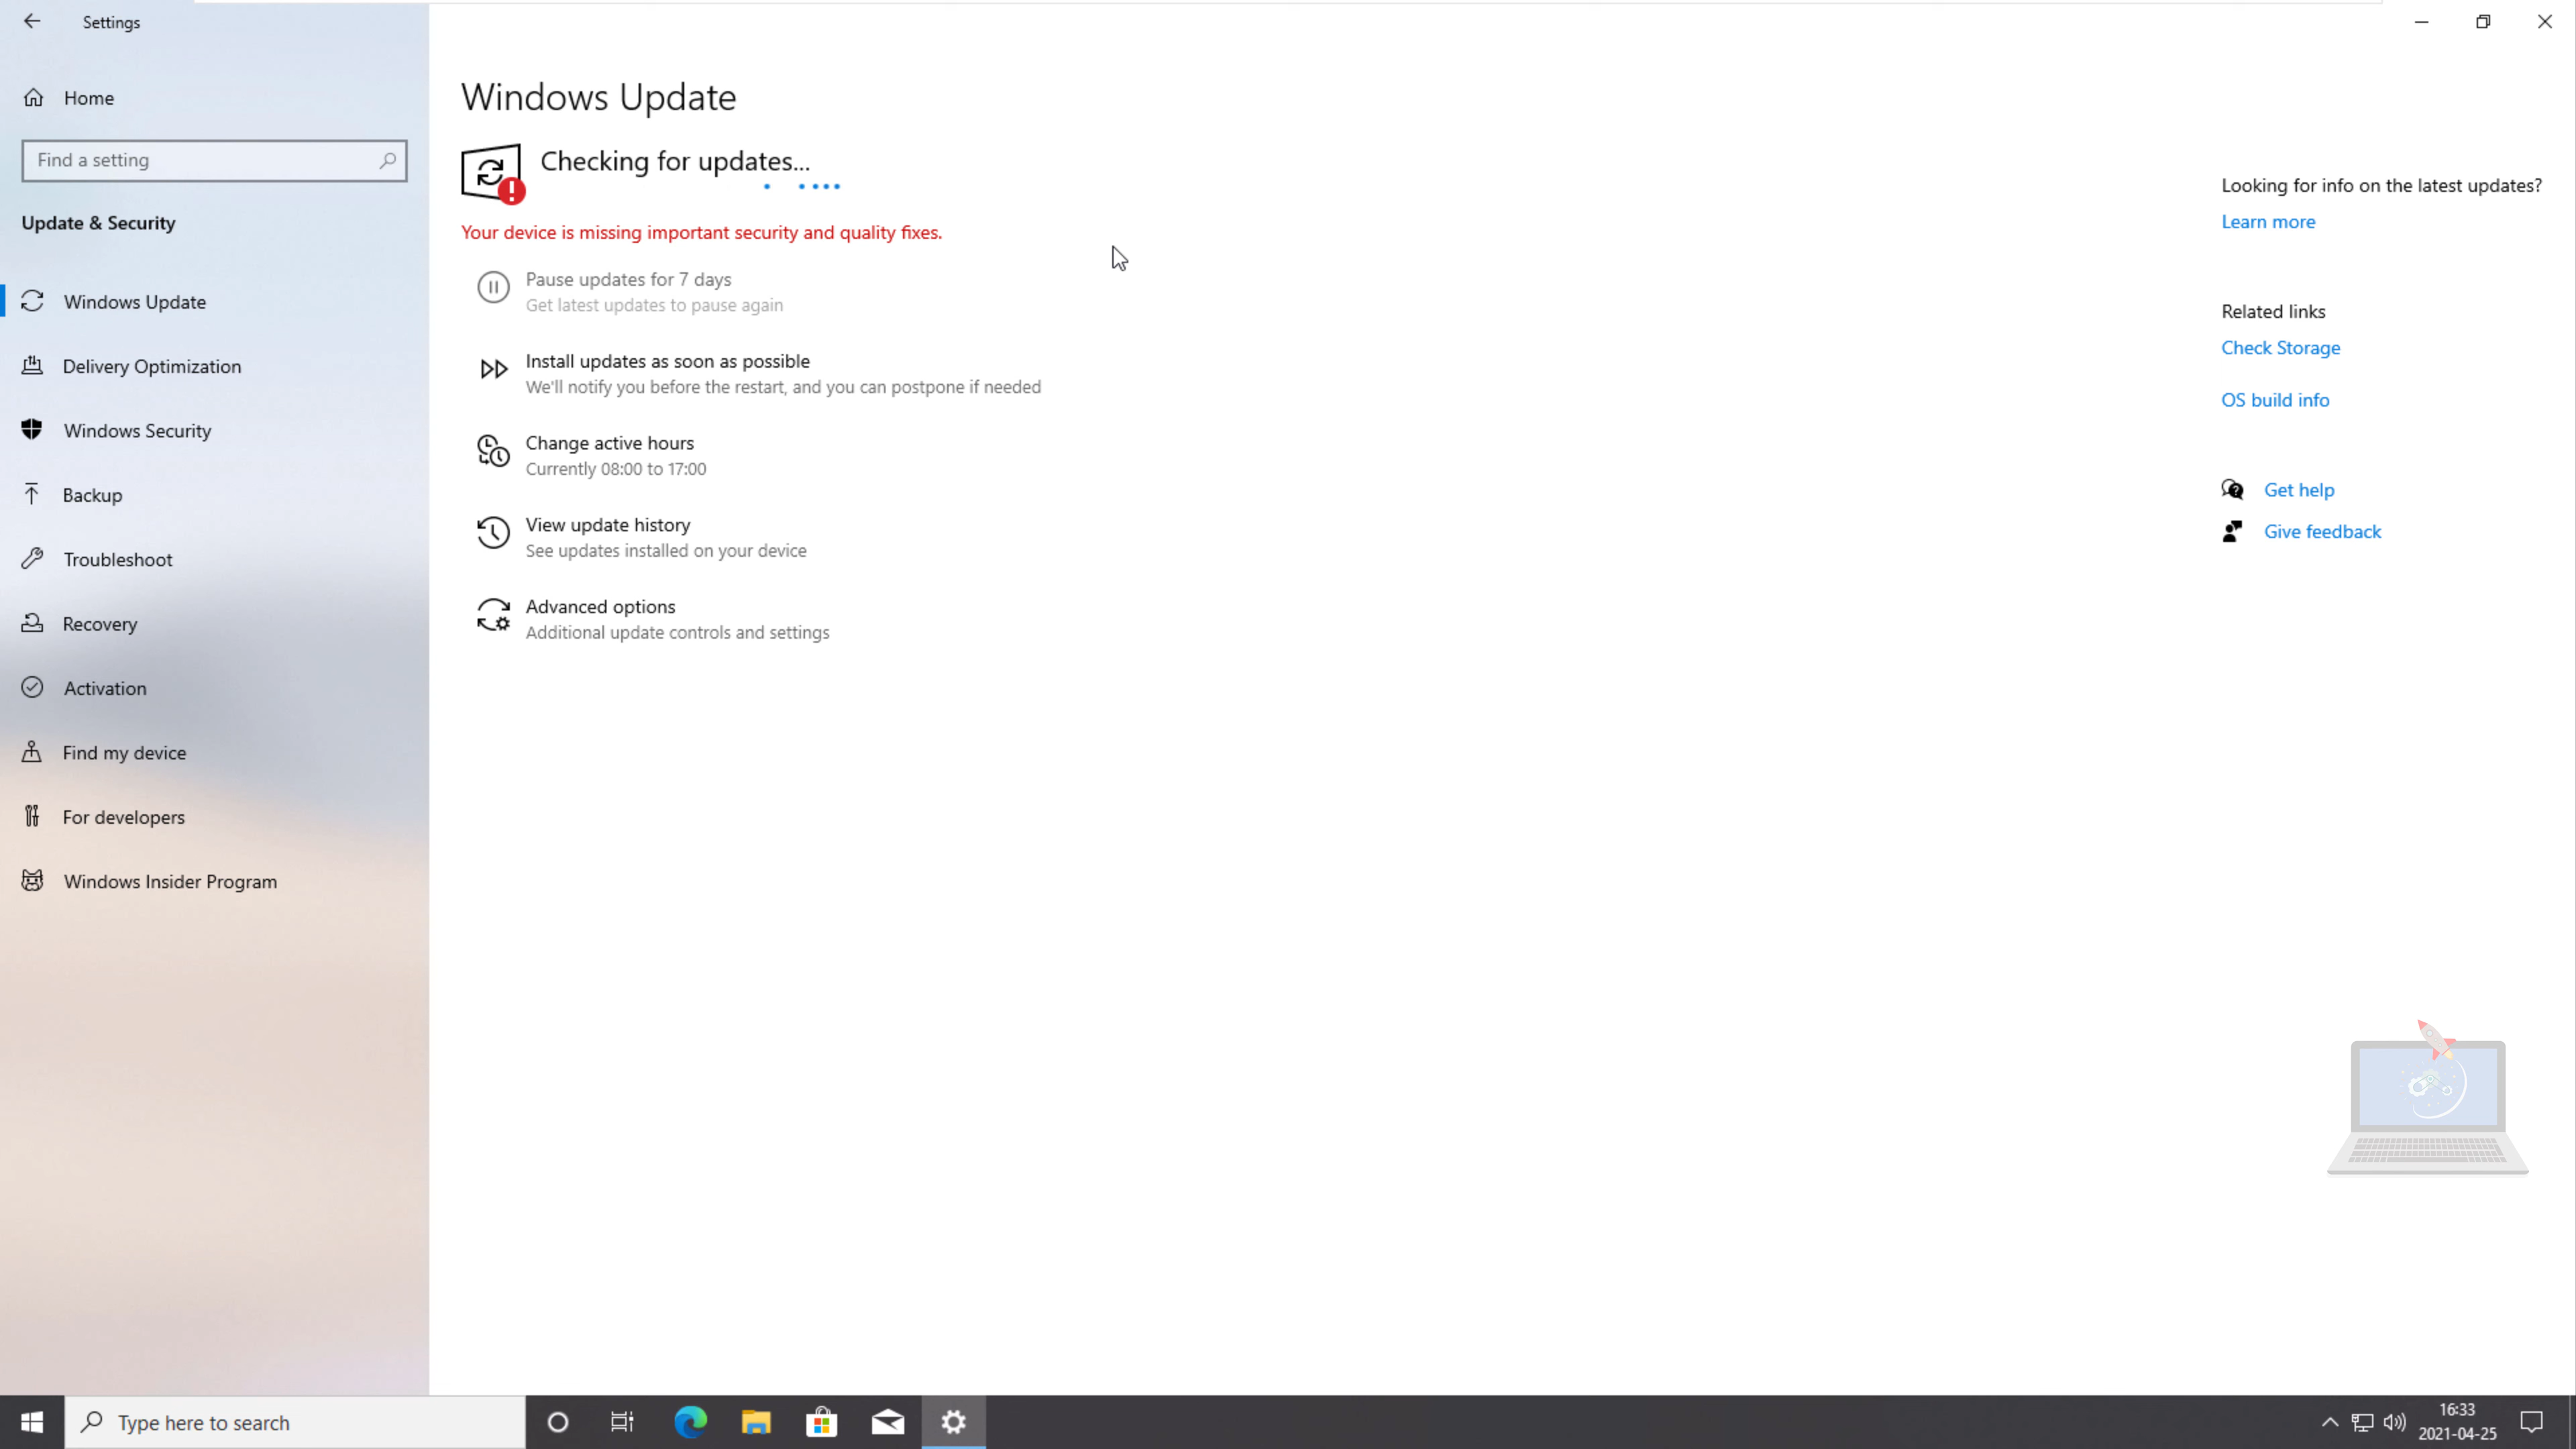 Settings
Home
Find a setting
Update & Security
Windows Update
Delivery Optimization
Windows Security
Backup
Troubleshoot
Recovery
Activation
Find my device
For developers
Windows Insider Program
Windows Update
Checking for updates...
Your device is missing important security and quality fixes.
Pause updates for 7 days
Get latest updates to pause again
Install updates as soon as possible
We'll notify you before the restart, and you can postpone if needed
Change active hours
Currently 08:00 to 17:00
View update history
See updates installed on your device
Advanced options
Additional update controls and settings
Looking for info on the latest updates?
Learn more
Related links
Check Storage
OS build info
Get help
Give feedback
Type here to search
16:33
2021-04-25